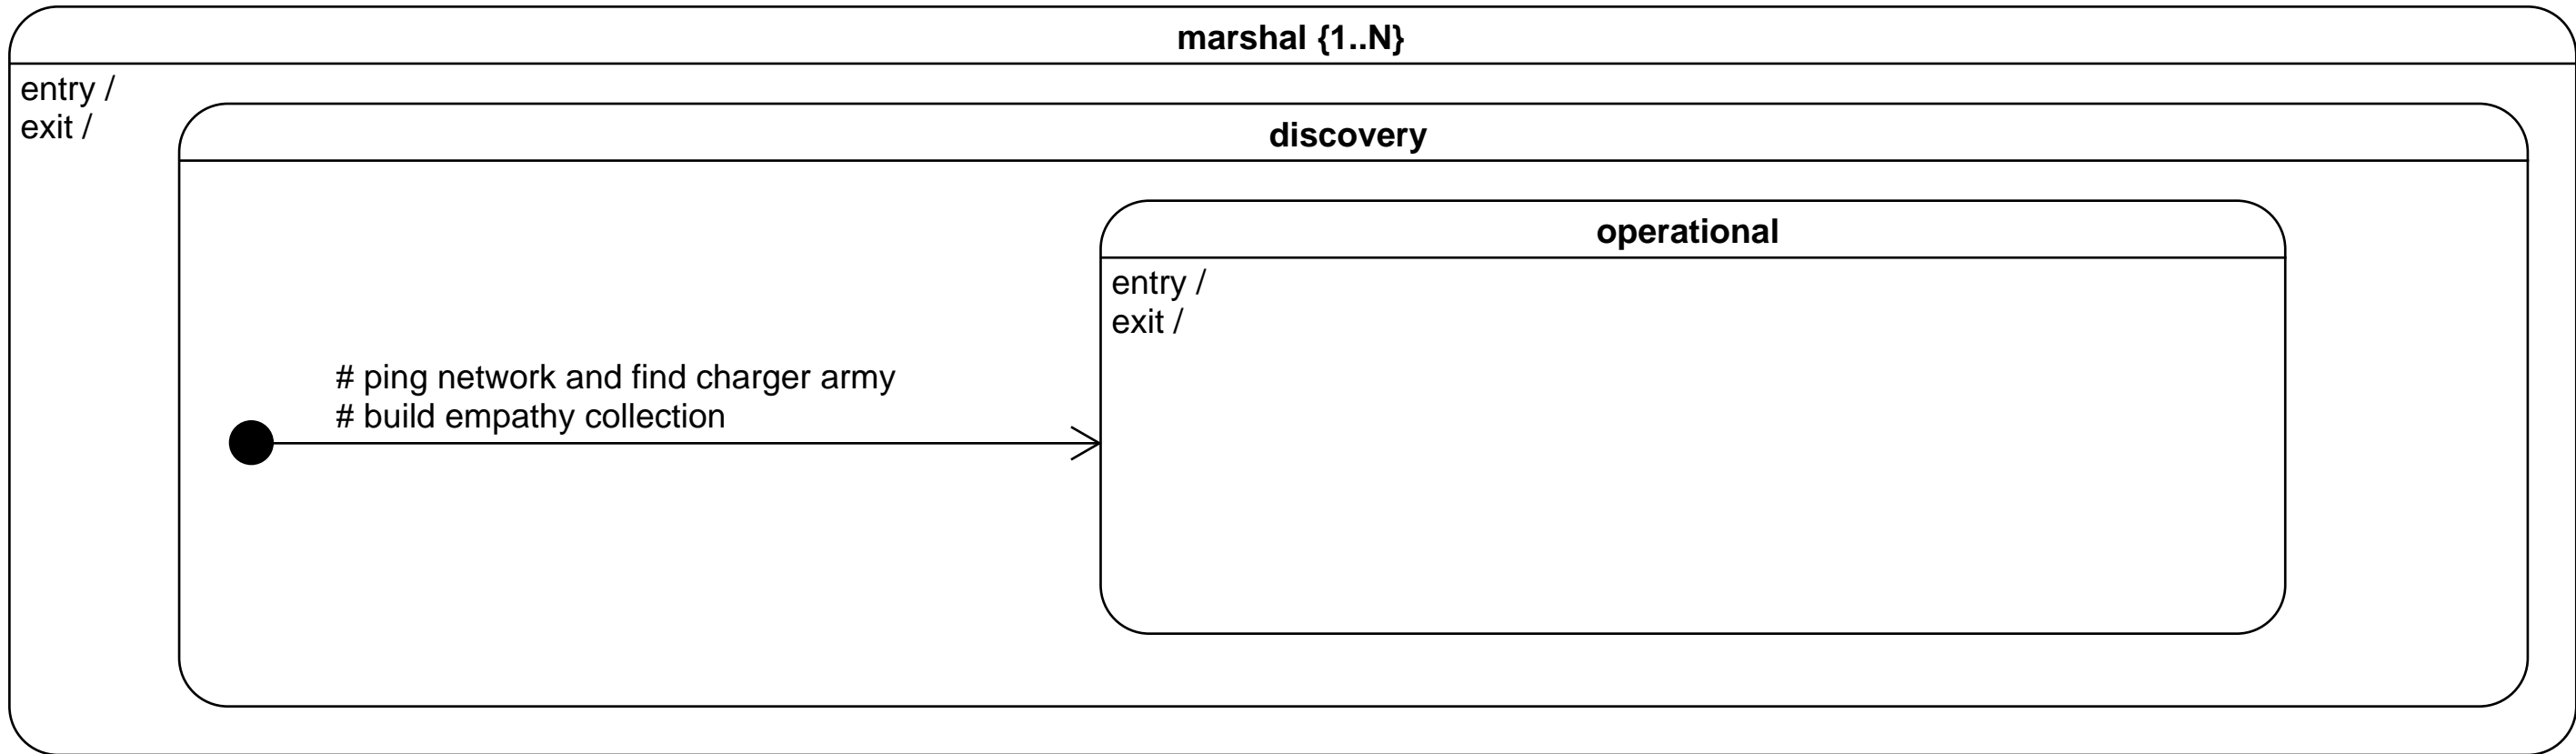 marshal {1..N}
entry /
exit /
discovery
operational
entry /
exit /
# ping network and find charger army
# build empathy collection